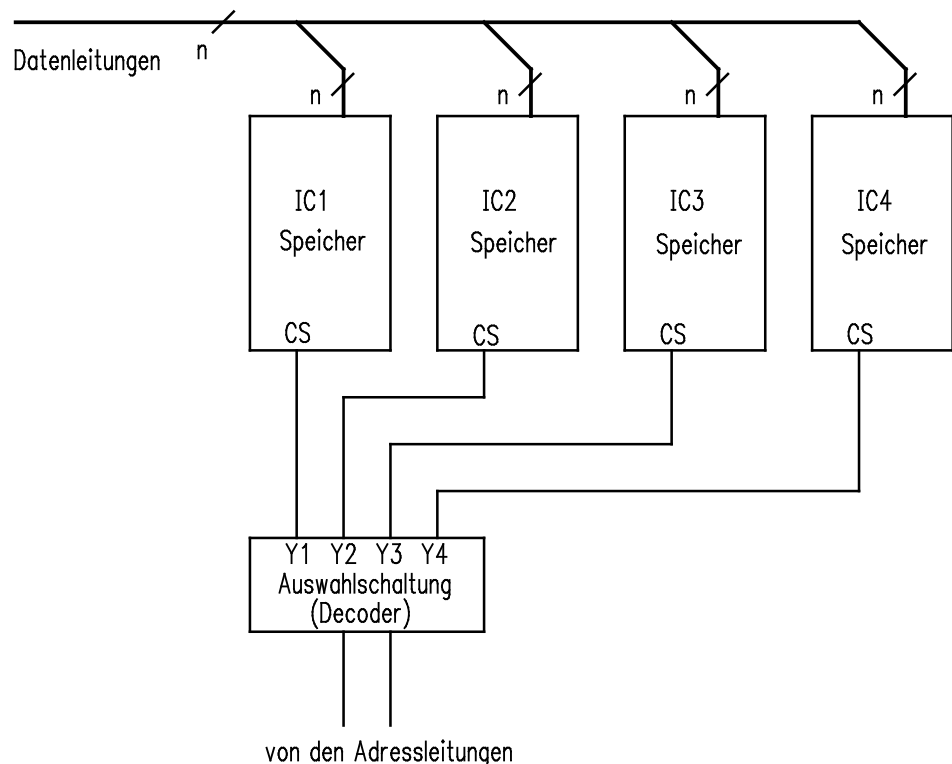 n
Datenleitungen
n n n n
IC1 IC2 IC3 IC4
Speicher Speicher Speicher Speicher
CS CS CS CS
Y1 Y2 Y3 Y4
Auswahlschaltung
(Decoder)
von den Adressleitungen